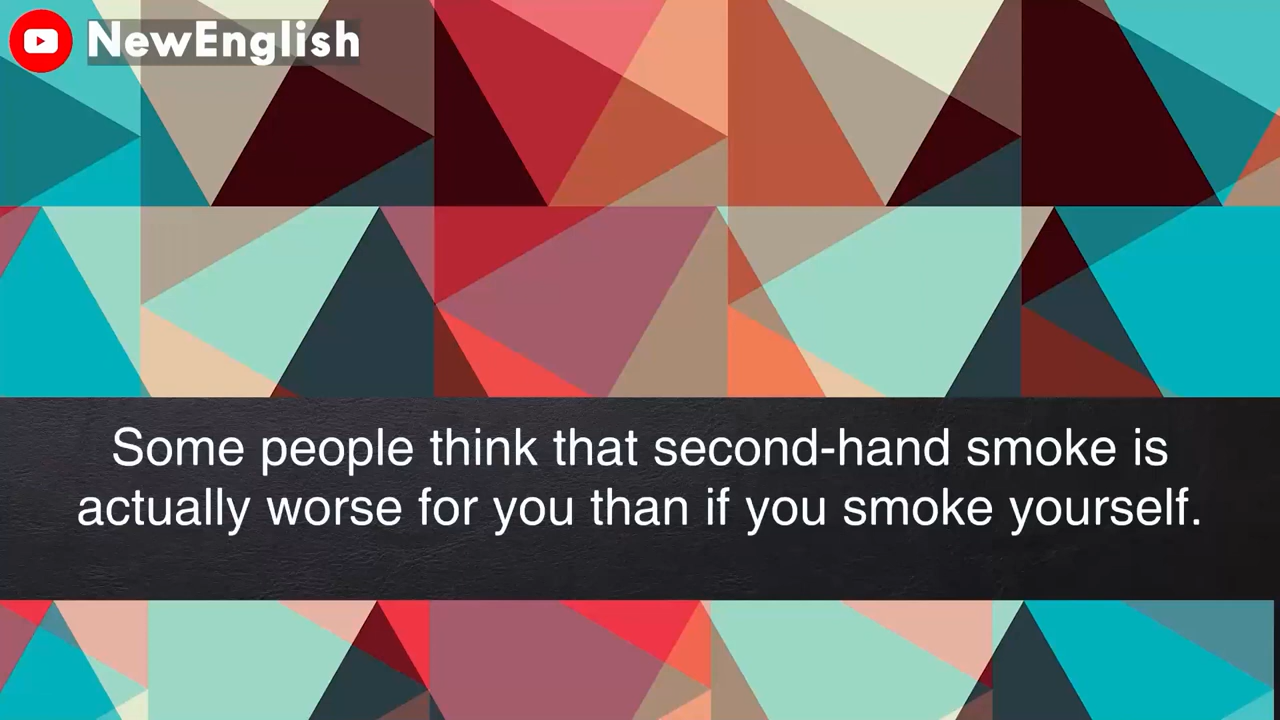 NewEnglish
Some people think that second-hand smoke is
actually worse for you than if you smoke yourself.